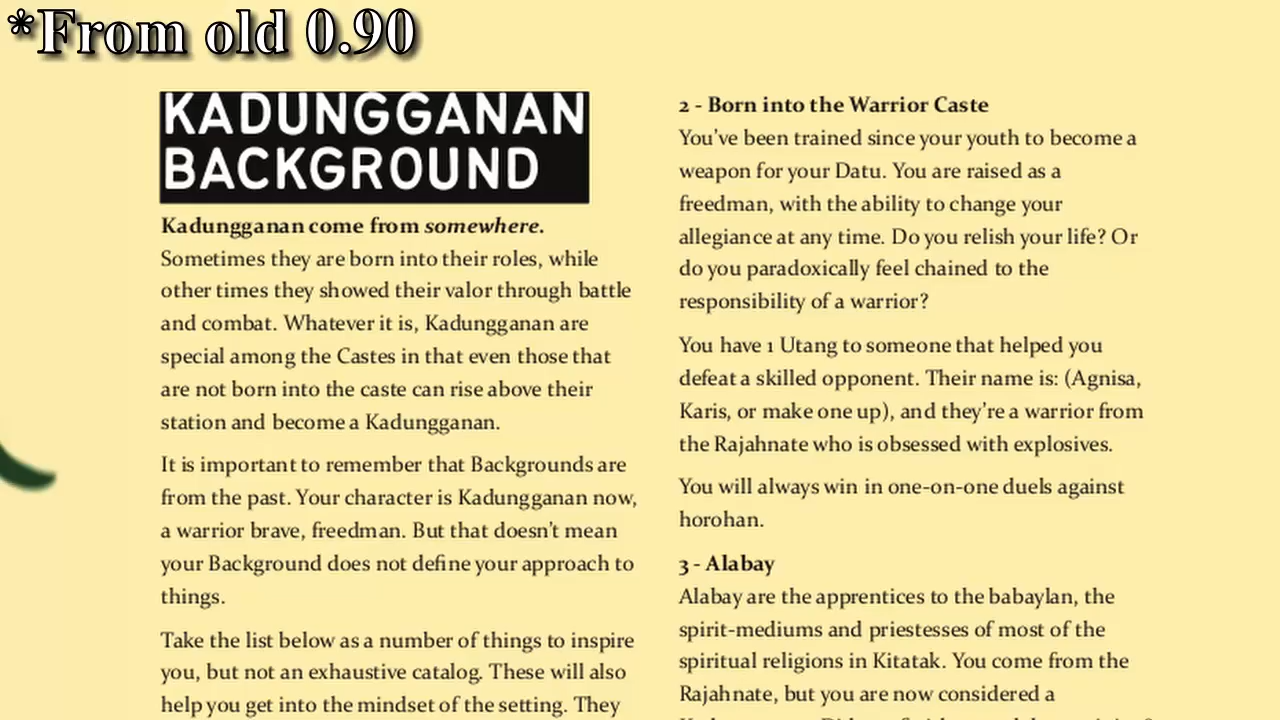 *From old 0.90
KADUNGGANAN
BACKGROUND
Kadungganan come from somewhere.
Sometimes they are born into their roles, while
other times they showed their valor through battle
and combat. Whatever it is, Kadungganan are
special among the Castes in that even those that
are not born into the caste can rise above their
station and become a Kadungganan.
It is important to remember that Backgrounds are
from the past. Your character is Kadungganan now,
a warrior brave, freedman. But that doesn't mean
your Background does not define your approach to
things.
Take the list below as a number of things to inspire
you, but not an exhaustive catalog. These will also
help you get into the mindset of the setting. They
2 - Born into the Warrior Caste
You've been trained since your youth to become a
weapon for your Datu. You are raised as a
freedman, with the ability to change your
allegiance at any time. Do you relish your life? Or
do you paradoxically feel chained to the
responsibility of a warrior?
You have 1 Utang to someone that helped you
defeat a skilled opponent. Their name is: (Agnisa,
Karis, or make one up), and they're a warrior from
the Rajahnate who is obsessed with explosives.
You will always win in one-on-one duels against
horohan.
3 - Alabay
Alabay are the apprentices to the babaylan, the
spirit-mediums and priestesses of most of the
spiritual religions in Kitatak. You come from the
Rajahnate, but you are now considered a